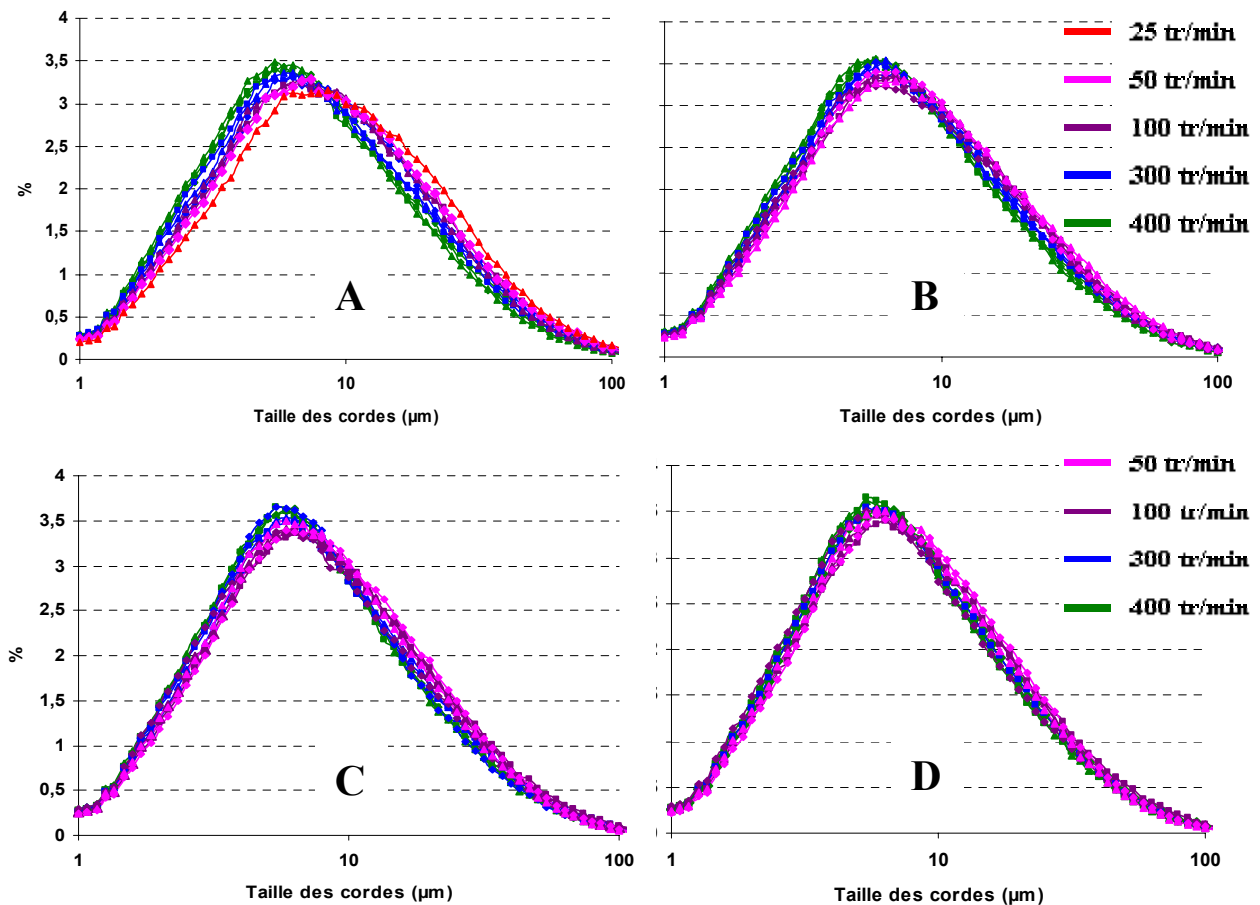 4
3,5
3
2,5
2
1,5
1
0,5
0
%
A
1 10 100
Taille des cordes (µm)
B
1 10 100
Taille des cordes (µm)
25 tr/min
50 tr/min
100 tr/min
300 tr/min
400 tr/min
4
3,5
3
2,5
2
1,5
1
0,5
0
%
C
1 10 100
Taille des cordes (µm)
D
1 10 100
Taille des cordes (µm)
50 tr/min
100 tr/min
300 tr/min
400 tr/min